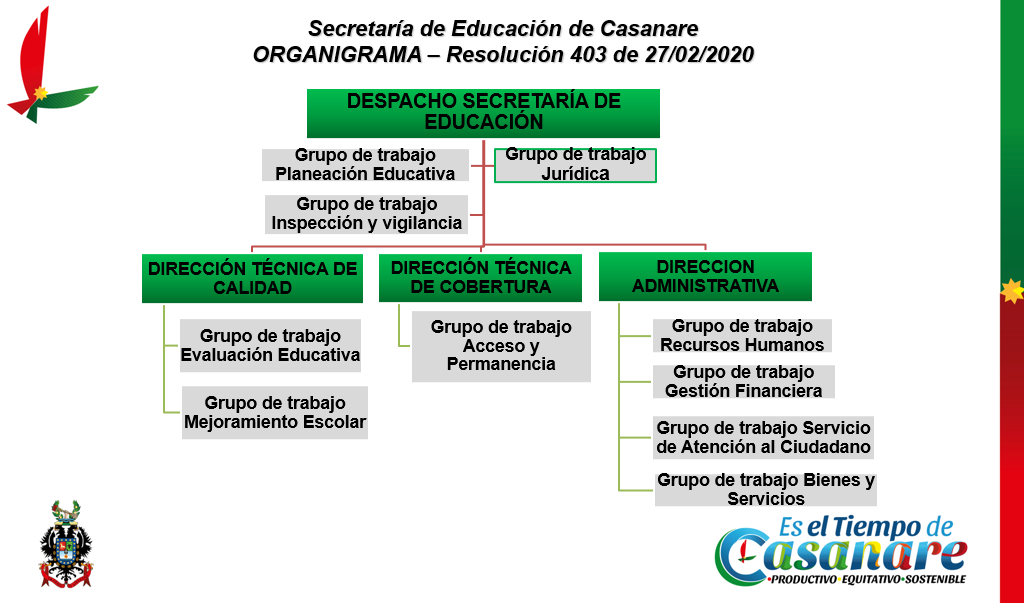 Secretaría de Educación de Casanare
ORGANIGRAMA – Resolución 403 de 27/02/2020
DESPACHO SECRETARÍA DE
EDUCACIÓN
Grupo de trabajo
Planeación Educativa
Grupo de trabajo
Jurídica
Grupo de trabajo
Inspección y vigilancia
DIRECCIÓN TÉCNICA DE
CALIDAD
Grupo de trabajo
Evaluación Educativa
Grupo de trabajo
Mejoramiento Escolar
DIRECCIÓN TÉCNICA
DE COBERTURA
Grupo de trabajo
Acceso y
Permanencia
DIRECCION
ADMINISTRATIVA
Grupo de trabajo
Recursos Humanos
Grupo de trabajo
Gestión Financiera
Grupo de trabajo Servicio
de Atención al Ciudadano
Grupo de trabajo Bienes y
Servicios
Es el Tiempo de
Casanare
•PRODUCTIVO•EQUITATIVO•SOSTENIBLE